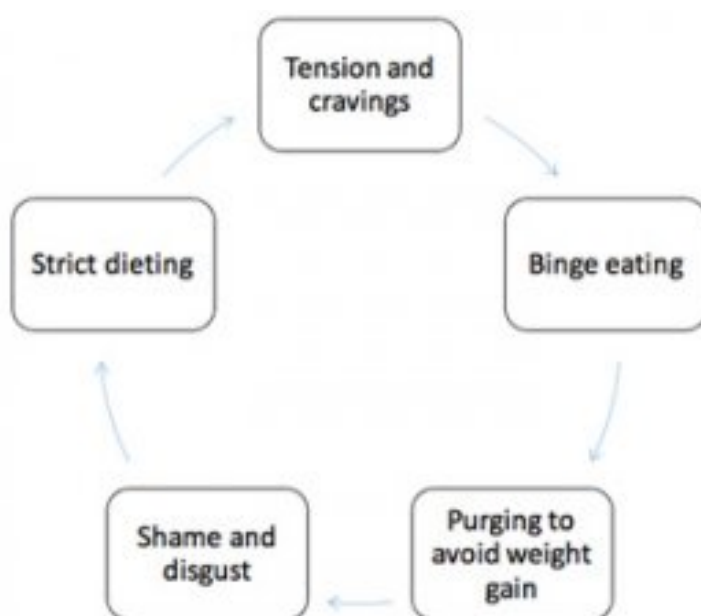 Tension and
cravings
Strict dieting
Binge eating
Shame and
disgust
Purging to
avoid weight
gain